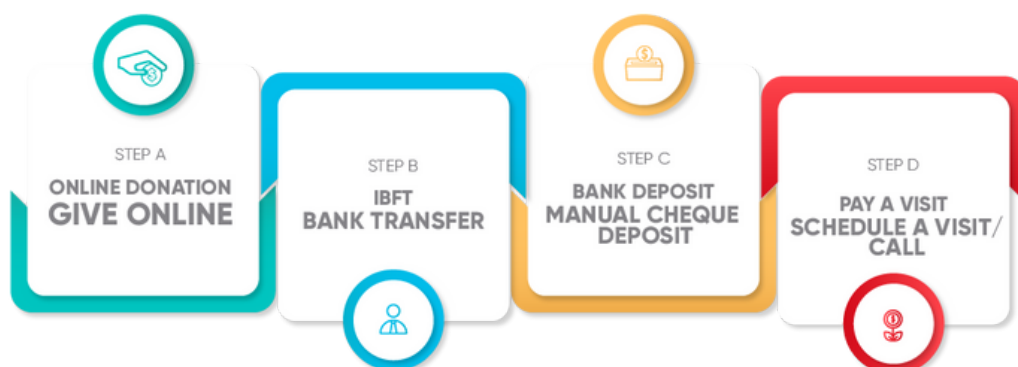 STEP A
ONLINE DONATION
GIVE ONLINE
STEP B
IBFT
BANK TRANSFER
STEP C
BANK DEPOSIT
MANUAL CHEQUE
DEPOSIT
STEP D
PAY A VISIT
SCHEDULE A VISIT/
CALL